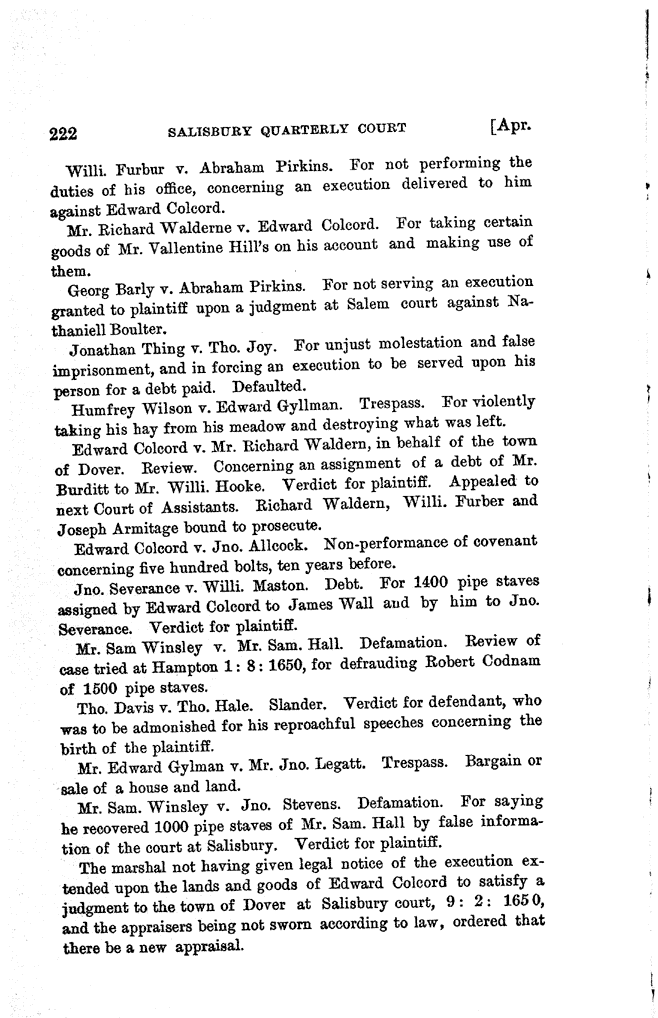 222 SALISBURY QUARTERLY COURT [Apr.
Willi. Furbur v. Abraham Pirkins. For not performing the
duties of his office, concerning an execution delivered to him
against Edward Colcord.
Mr. Richard Walderne v. Edward Colcord. For taking certain
goods of Mr. Vallentine Hill's on his account and making use of
them.
Georg Barly v. Abraham Pirkins. For not serving an execution
granted to plaintiff upon a judgment at Salem court against Na-
thaniell Boulter.
Jonathan Thing v. Tho. Joy. For unjust molestation and false
imprisonment, and in forcing an execution to be served upon his
person for a debt paid. Defaulted.
Humfrey Wilson v. Edward Gyllman. Trespass. For violently
taking his hay from his meadow and destroying what was left.
Edward Colcord v. Mr. Richard Waldern, in behalf of the town
of Dover. Review. Concerning an assignment of a debt of Mr.
Burditt to Mr. Willi. Hooke. Verdict for plaintiff. Appealed to
next Court of Assistants. Richard Waldern, Willi. Furber and
Joseph Armitage bound to prosecute.
Edward Colcord v. Jno. Allcock. Non-performance of covenant
concerning five hundred bolts, ten years before.
Jno. Severance v. Willi. Maston. Debt. For 1400 pipe staves
assigned by Edward Colcord to James Wall and by him to Jno.
Severance. Verdict for plaintiff.
Mr. Sam Winsley v. Mr. Sam. Hall. Defamation. Review of
case tried at Hampton 1: 8: 1650, for defrauding Robert Codnam
of 1500 pipe staves.
Tho. Davis v. Tho. Hale. Slander. Verdict for defendant, who
was to be admonished for his reproachful speeches concerning the
birth of the plaintiff.
Mr. Edward Gylman v. Mr. Jno. Legatt. Trespass. Bargain or
sale of a house and land.
Mr. Sam. Winsley v. Jno. Stevens. Defamation. For saying
he recovered 1000 pipe staves of Mr. Sam. Hall by false informa-
tion of the court at Salisbury. Verdict for plaintiff.
The marshal not having given legal notice of the execution ex-
tended upon the lands and goods of Edward Colcord to satisfy a
judgment to the town of Dover at Salisbury court, 9: 2: 1650,
and the appraisers being not sworn according to law, ordered that
there be a new appraisal.